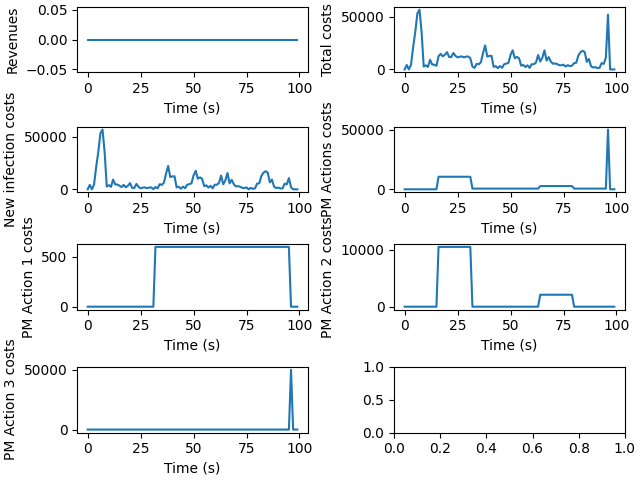 Revenues
0.05
0.00
−0.05
0 25 50 75 100
Time (s)
Total costs
50000
0
0 25 50 75 100
Time (s)
New infection costs
50000
0
0 25 50 75 100
Time (s)
PM Actions costs
50000
0
0 25 50 75 100
Time (s)
PM Action 1 costs
500
0
0 25 50 75 100
Time (s)
PM Action 2 costs
10000
0
0 25 50 75 100
Time (s)
PM Action 3 costs
50000
0
0 25 50 75 100
Time (s)
1.0
0.5
0.0
0.0 0.2 0.4 0.6 0.8 1.0